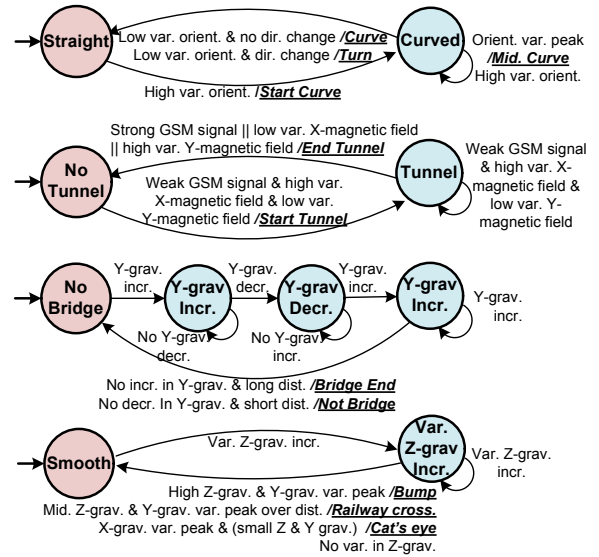 Straight
Low var. orient. & no dir. change /Curve
Low var. orient. & dir. change /Turn
High var. orient. /Start Curve
Curved
Orient. var. peak
/Mid. Curve
High var. orient.
Strong GSM signal || low var. X-magnetic field
|| high var. Y-magnetic field /End Tunnel
No
Tunnel
Weak GSM signal & high var.
X-magnetic field & low var.
Y-magnetic field /Start Tunnel
Tunnel
Weak GSM signal
& high var. X-
magnetic field &
low var. Y-
magnetic field
No
Bridge
Y-grav.
incr.
Y-grav
Incr.
No Y-grav.
decr.
Y-grav.
decr.
Y-grav
Decr.
No Y-grav.
incr.
Y-grav.
incr.
Y-grav
Incr.
Y-grav.
incr.
No incr. in Y-grav. & long dist. /Bridge End
No decr. In Y-grav. & short dist. /Not Bridge
Smooth
Var. Z-grav. incr.
Var.
Z-grav
Incr.
Var. Z-grav.
incr.
High Z-grav. & Y-grav. var. peak /Bump
Mid. Z-grav. & Y-grav. var. peak over dist. /Railway cross.
X-grav. var. peak & (small Z & Y grav.) /Cat's eye
No var. in Z-grav.